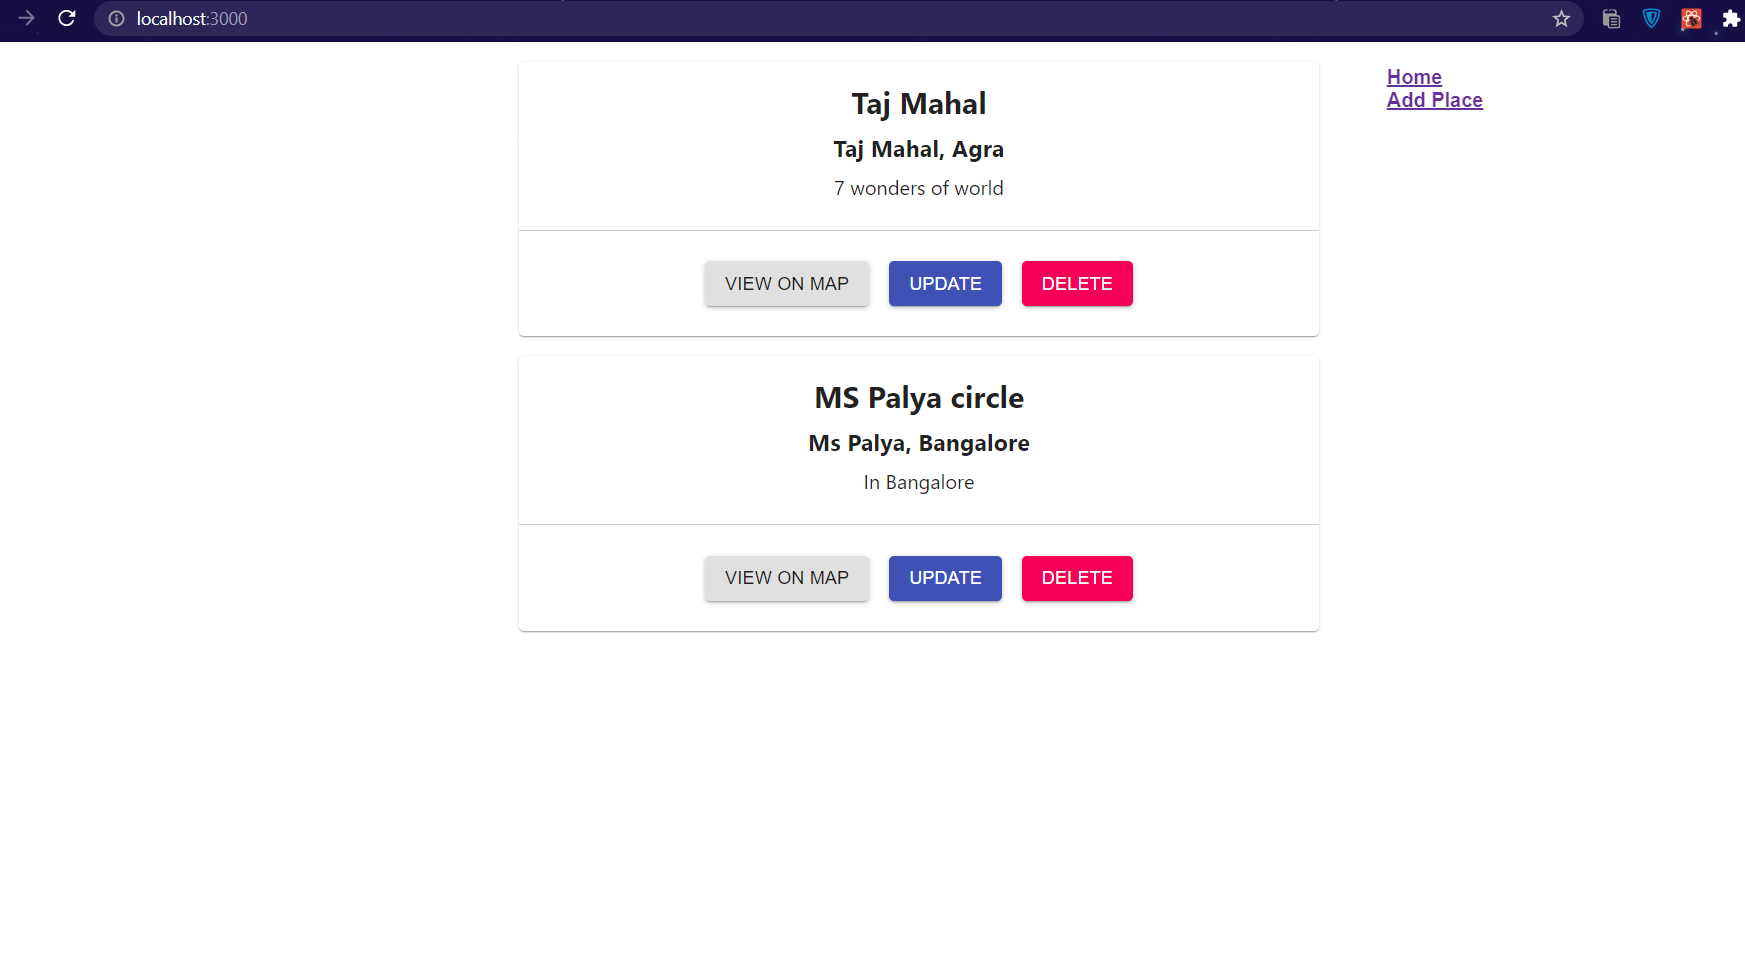 localhost:3000
Home
Add Place
Taj Mahal
Taj Mahal, Agra
7 wonders of world
VIEW ON MAP UPDATE DELETE
MS Palya circle
Ms Palya, Bangalore
In Bangalore
VIEW ON MAP UPDATE DELETE